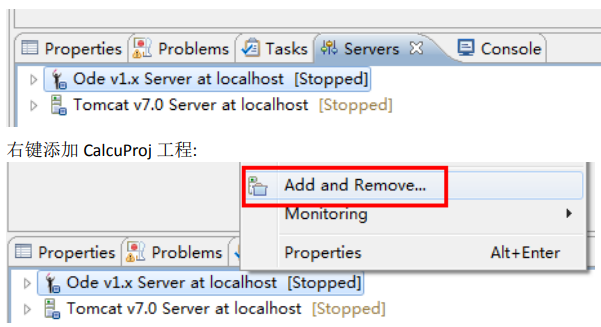 Properties Problems Tasks Servers Console
Ode v1.x Server at localhost [Stopped]
Tomcat v7.0 Server at localhost [Stopped]
右键添加 CalcuProj 工程:
Add and Remove...
Monitoring
Properties Problems
Properties Alt+Enter
Ode v1.x Server at localhost [Stopped]
Tomcat v7.0 Server at localhost [Stopped]